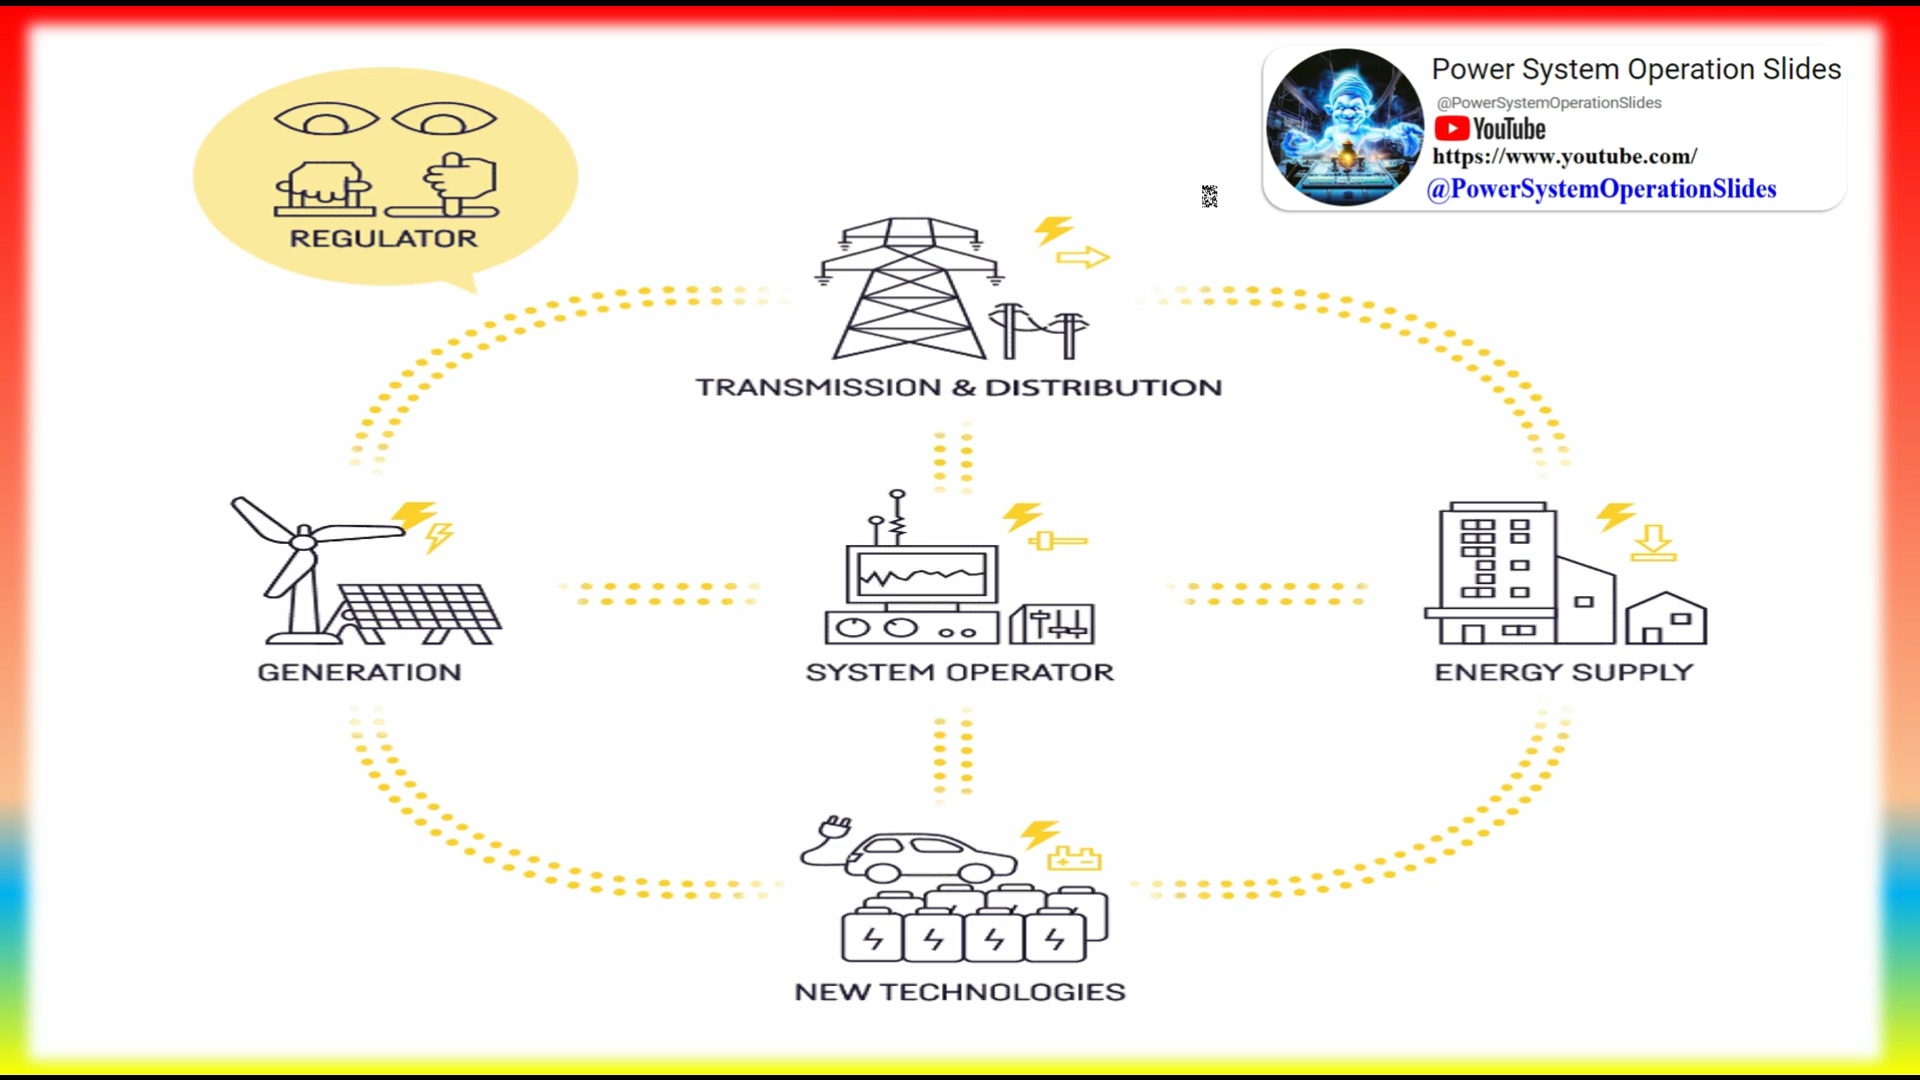 Power System Operation Slides
@PowerSystemOperationSlides
YouTube
https://www.youtube.com/
@PowerSystemOperationSlides
REGULATOR
TRANSMISSION & DISTRIBUTION
GENERATION
SYSTEM OPERATOR
ENERGY SUPPLY
NEW TECHNOLOGIES